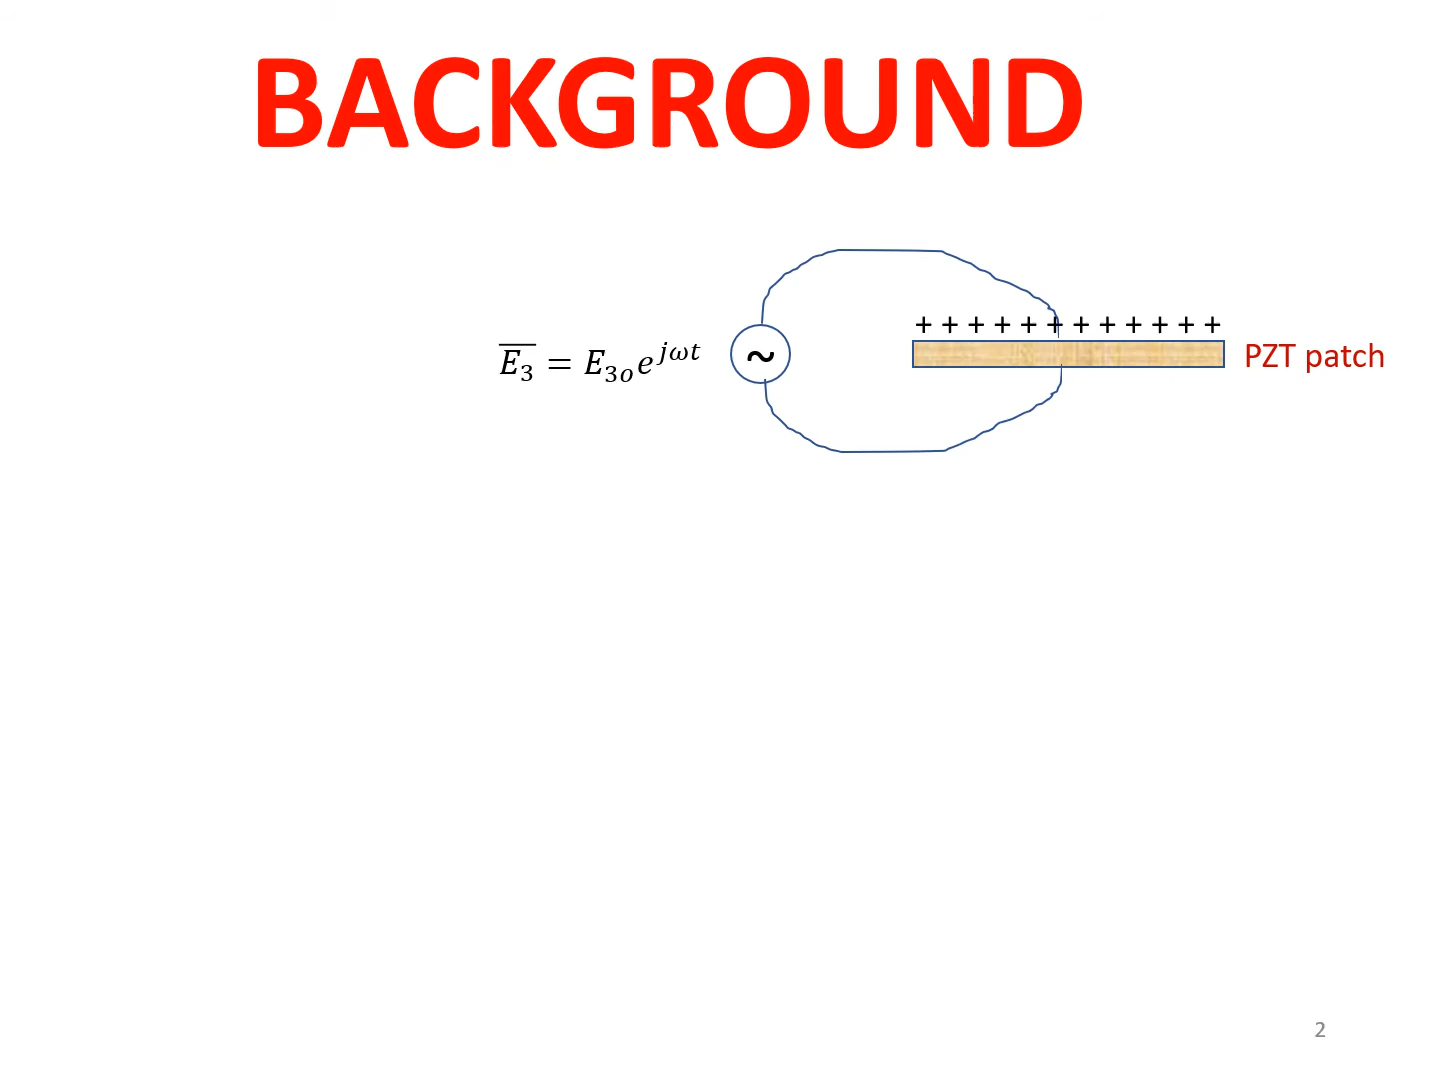 BACKGROUND
+ + + + + + + + + + + +
$\overline{E_3} = E_{3o}e^{j\omega t}$ ~ PZT patch
2